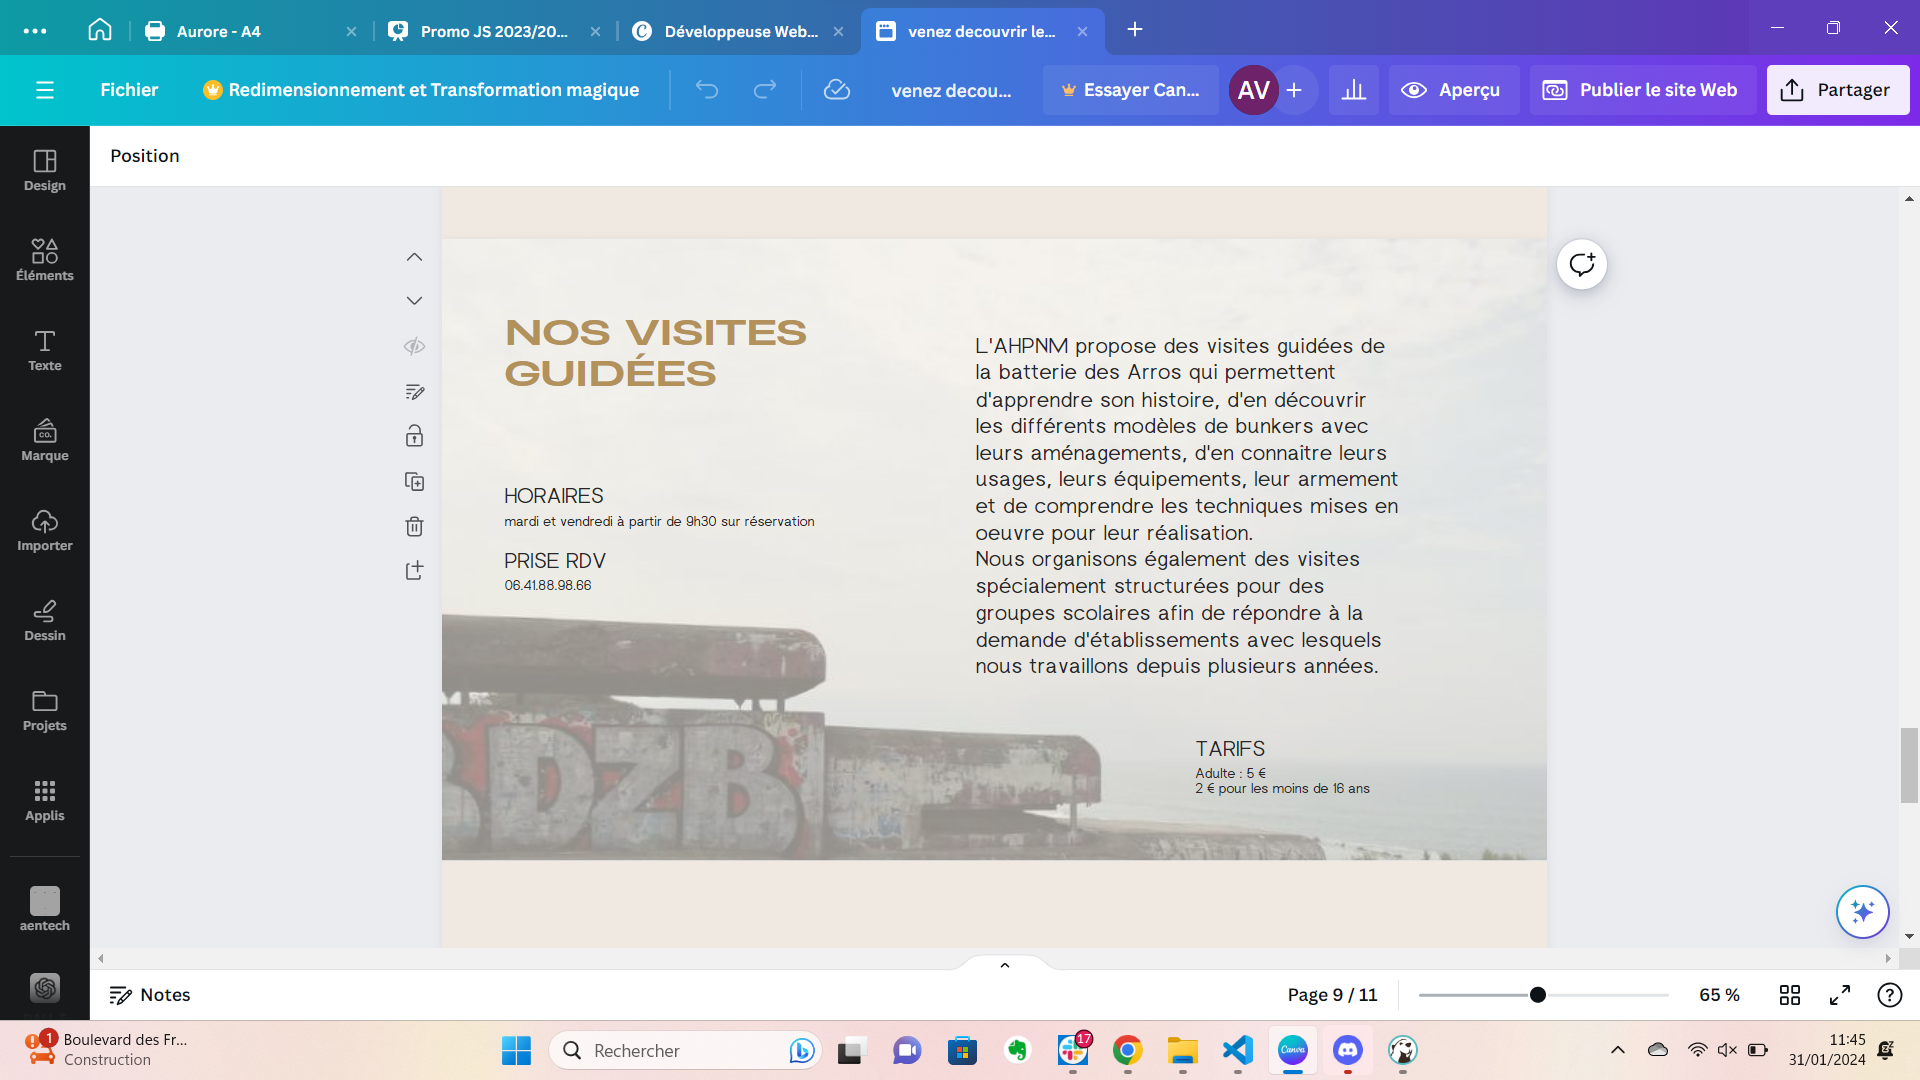 Aurore - A4
Promo JS 2023/20...
Développeuse Web...
venez decouvrir le...
Fichier
Redimensionnement et Transformation magique
venez decou...
Essayer Can...
AV
Aperçu
Publier le site Web
Partager
Position
Design
Éléments
Texte
CO.
Marque
Importer
Dessin
Projets
Applis
aentech
NOS VISITES
GUIDÉES
HORAIRES
mardi et vendredi à partir de 9h30 sur réservation
PRISE RDV
06.41.88.98.66
L'AHPNM propose des visites guidées de
la batterie des Arros qui permettent
d'apprendre son histoire, d'en découvrir
les différents modèles de bunkers avec
leurs aménagements, d'en connaitre leurs
usages, leurs équipements, leur armement
et de comprendre les techniques mises en
oeuvre pour leur réalisation.
Nous organisons également des visites
spécialement structurées pour des
groupes scolaires afin de répondre à la
demande d'établissements avec lesquels
nous travaillons depuis plusieurs années.
DZB
TARIFS
Adulte : 5 €
2 € pour les moins de 16 ans
Notes
Page 9 / 11
65 %
1
Boulevard des Fr...
Construction
Rechercher
17
Canva
11:45
31/01/2024